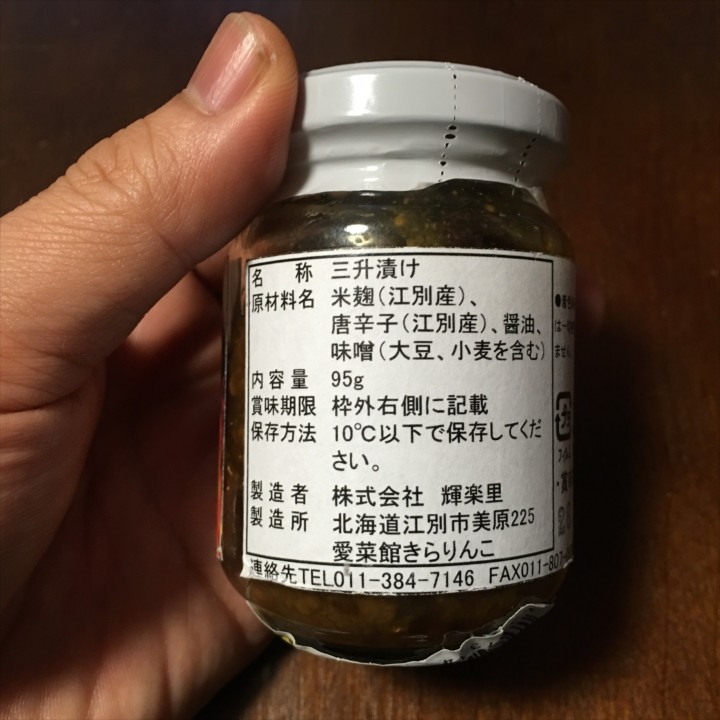 名　　称　三升漬け
原材料名　米麹(江別産)、
唐辛子(江別産)、醤油、
味噌(大豆、小麦を含む)
内容量　95g
賞味期限　枠外右側に記載
保存方法　10℃以下で保存してくだ
さい。
製造者　株式会社　輝楽里
製造所　北海道江別市美原225
愛菜館きらりんこ
連絡先TEL011-384-7146 FAX011-807-